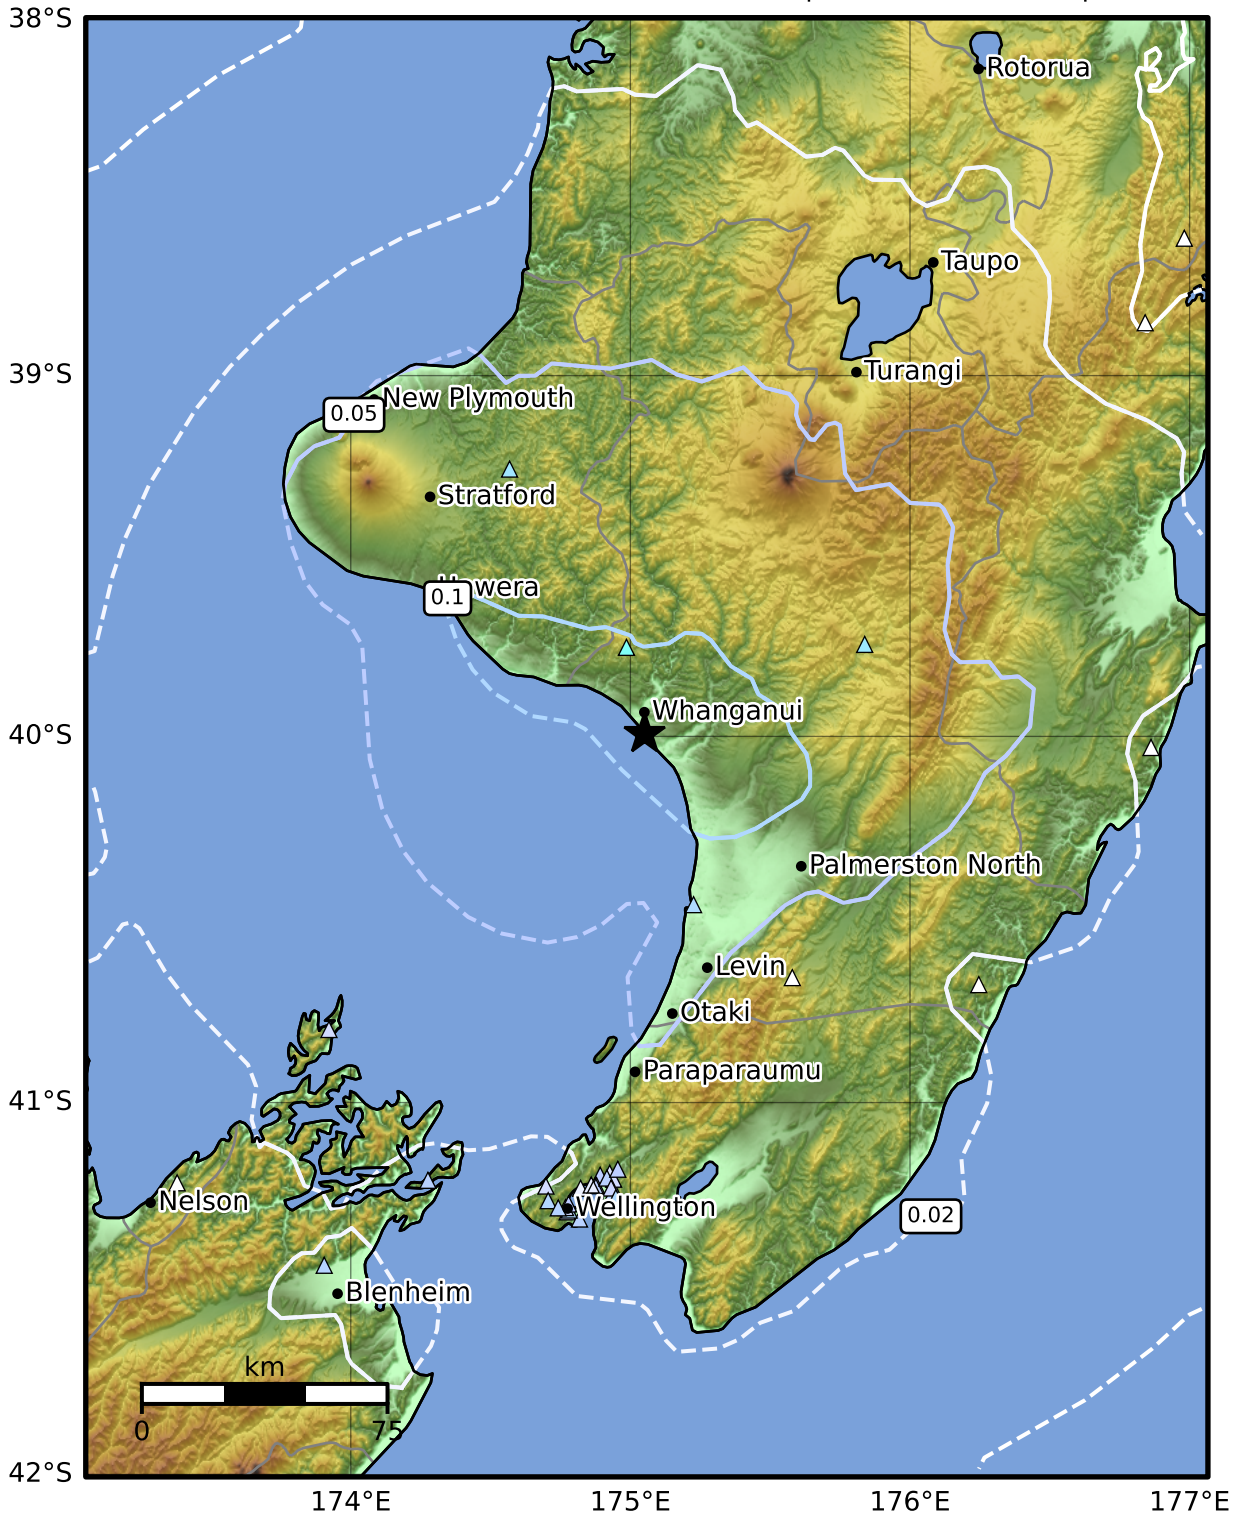 38°S
Rotorua
Taupo
39°S
Turangi
New Plymouth
0.05
Stratford
Hawera
0.1
Whanganui
40°S
Palmerston North
Levin
Otaki
Paraparaumu
41°S
Nelson
Wellington
0.02
Blenheim
km
0 75
42°S
174°E 175°E 176°E 177°E